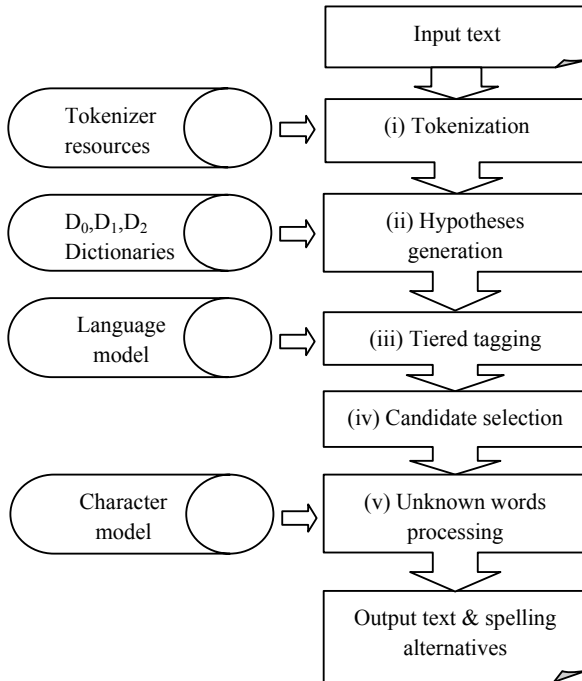 Input text
Tokenizer
resources
(i) Tokenization
D₀,D₁,D₂
Dictionaries
(ii) Hypotheses
generation
Language
model
(iii) Tiered tagging
(iv) Candidate selection
Character
model
(v) Unknown words
processing
Output text & spelling
alternatives